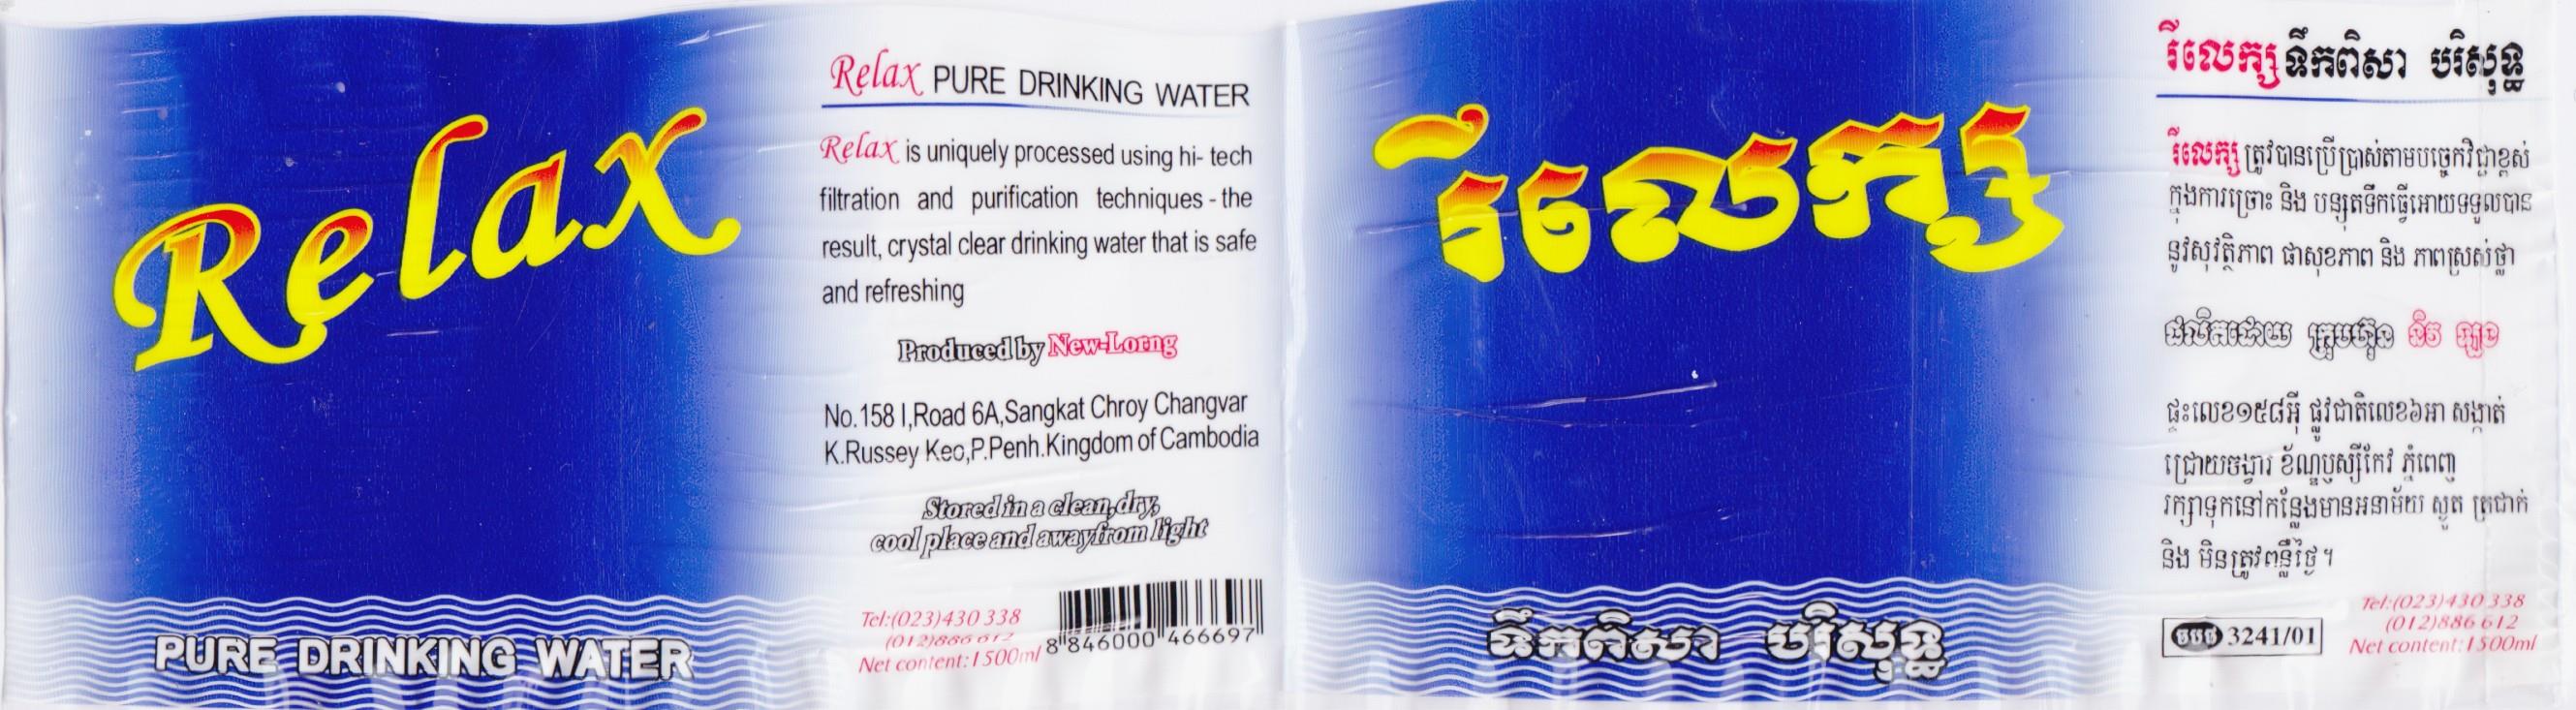 Relax
PURE DRINKING WATER
Relax PURE DRINKING WATER
Relax is uniquely processed using hi- tech
filtration and purification techniques - the
result, crystal clear drinking water that is safe
and refreshing
Produced by New-Lorng
No.158 I,Road 6A,Sangkat Chroy Changvar
K.Russey Keo,P.Penh.Kingdom of Cambodia
Stored in a clean,dry,
cool place and away from light
Tel:(023)430 338
(012)886 612
Net content:1500ml
8 846000 466697
រីលេក្ស
ទឹកពិសា បរិសុទ្ធ
រីលេក្ស ទឹកពិសា បរិសុទ្ធ
រីលេក្ស ត្រូវបានប្រើប្រាស់តាមបច្ចេកវិជ្ជាខ្ពស់
ក្នុងការច្រោះ និង បន្សុតទឹកធ្វើអោយទទួលបាន
នូវសុវត្ថិភាព ផាសុខភាព និង ភាពស្រស់ថ្លា
ផលិតដោយ ក្រុមហ៊ុន និវ ឡុង
ផ្ទះលេខ១៥៨អ៊ី ផ្លូវជាតិលេខ៦អា សង្កាត់
ជ្រោយចង្វារ ខ័ណ្ឌឫស្សីកែវ ភ្នំពេញ
រក្សាទុកនៅកន្លែងមានអនាម័យ ស្ងួត ត្រជាក់
និង មិនត្រូវពន្លឺថ្ងៃ។
3241/01
Tel:(023)430 338
(012)886 612
Net content:1500ml